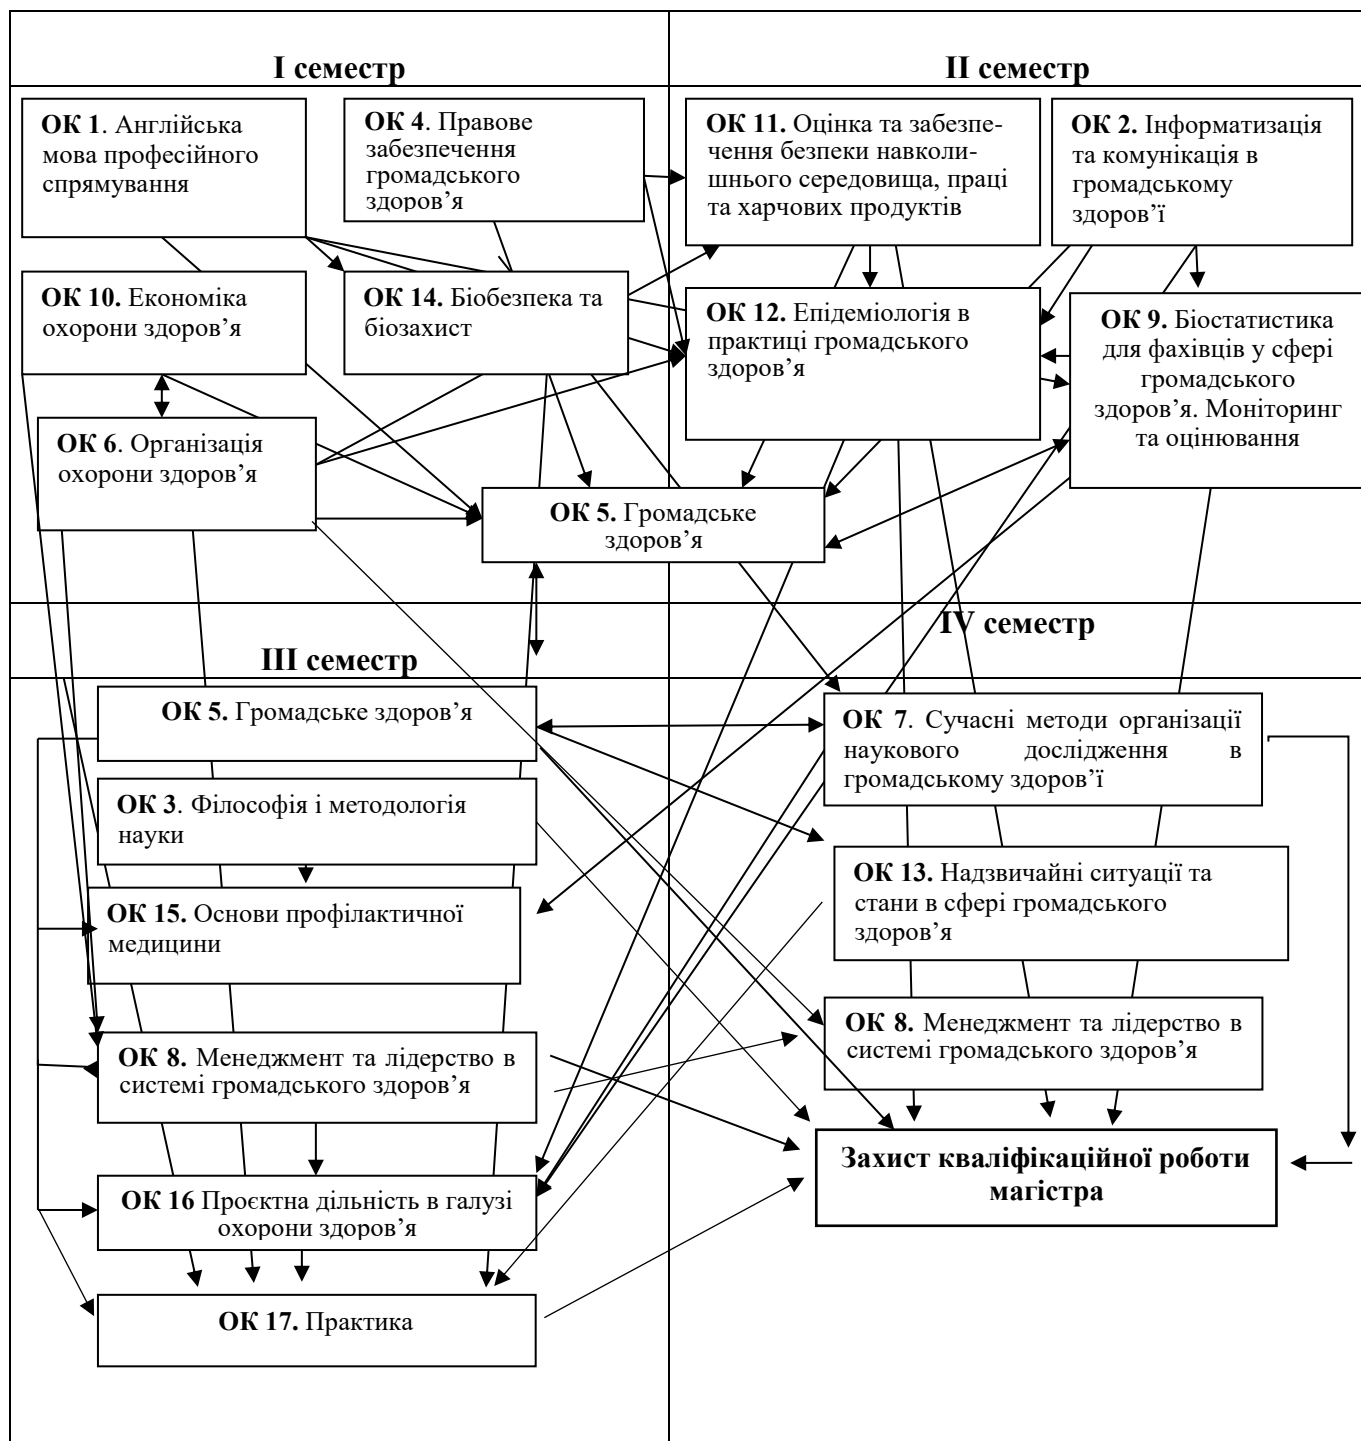 І семестр
ІІ семестр
ОК 1. Англійська
мова професійного
спрямування
ОК 4. Правове
забезпечення
громадського
здоров’я
ОК 11. Оцінка та забезпе-
чення безпеки навколи-
шнього середовища, праці
та харчових продуктів
ОК 2. Інформатизація
та комунікація в
громадському
здоров’ї
ОК 10. Економіка
охорони здоров’я
ОК 14. Біобезпека та
біозахист
ОК 12. Епідеміологія в
практиці громадського
здоров’я
ОК 9. Біостатистика
для фахівців у сфері
громадського
здоров’я. Моніторинг
та оцінювання
ОК 6. Організація
охорони здоров’я
ОК 5. Громадське
здоров’я
ІІІ семестр
IV семестр
ОК 5. Громадське здоров’я
ОК 3. Філософія і методологія
науки
ОК 15. Основи профілактичної
медицини
ОК 8. Менеджмент та лідерство в
системі громадського здоров’я
ОК 16 Проєктна дільність в галузі
охорони здоров’я
ОК 17. Практика
ОК 7. Сучасні методи організації
наукового дослідження в
громадському здоров’ї
ОК 13. Надзвичайні ситуації та
стани в сфері громадського
здоров’я
ОК 8. Менеджмент та лідерство в
системі громадського здоров’я
Захист кваліфікаційної роботи
магістра